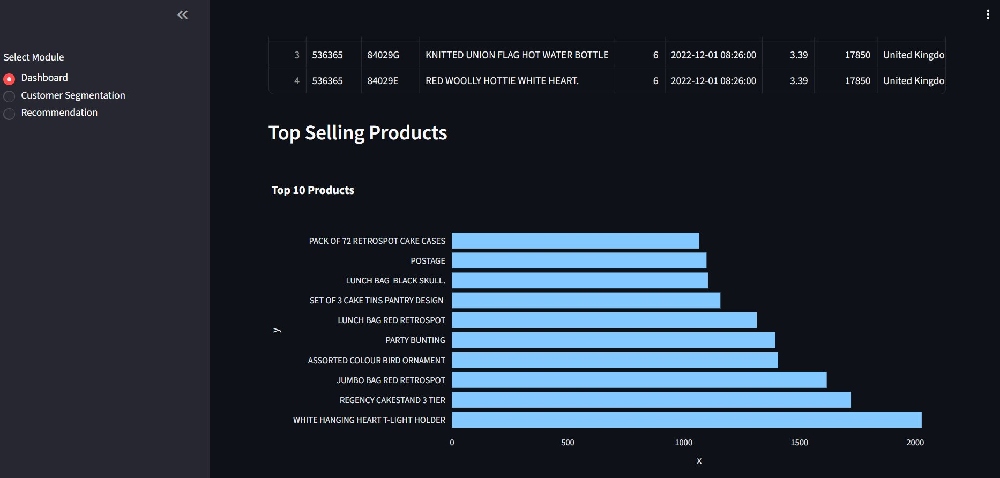 Select Module
Dashboard
Customer Segmentation
Recommendation
3 536365 84029G KNITTED UNION FLAG HOT WATER BOTTLE 6 2022-12-01 08:26:00 3.39 17850 United Kingdo
4 536365 84029E RED WOOLLY HOTTIE WHITE HEART. 6 2022-12-01 08:26:00 3.39 17850 United Kingdo
Top Selling Products
Top 10 Products
PACK OF 72 RETROSPOT CAKE CASES
POSTAGE
LUNCH BAG  BLACK SKULL.
SET OF 3 CAKE TINS PANTRY DESIGN
LUNCH BAG RED RETROSPOT
PARTY BUNTING
ASSORTED COLOUR BIRD ORNAMENT
JUMBO BAG RED RETROSPOT
REGENCY CAKESTAND 3 TIER
WHITE HANGING HEART T-LIGHT HOLDER
y
0 500 1000 1500 2000
x